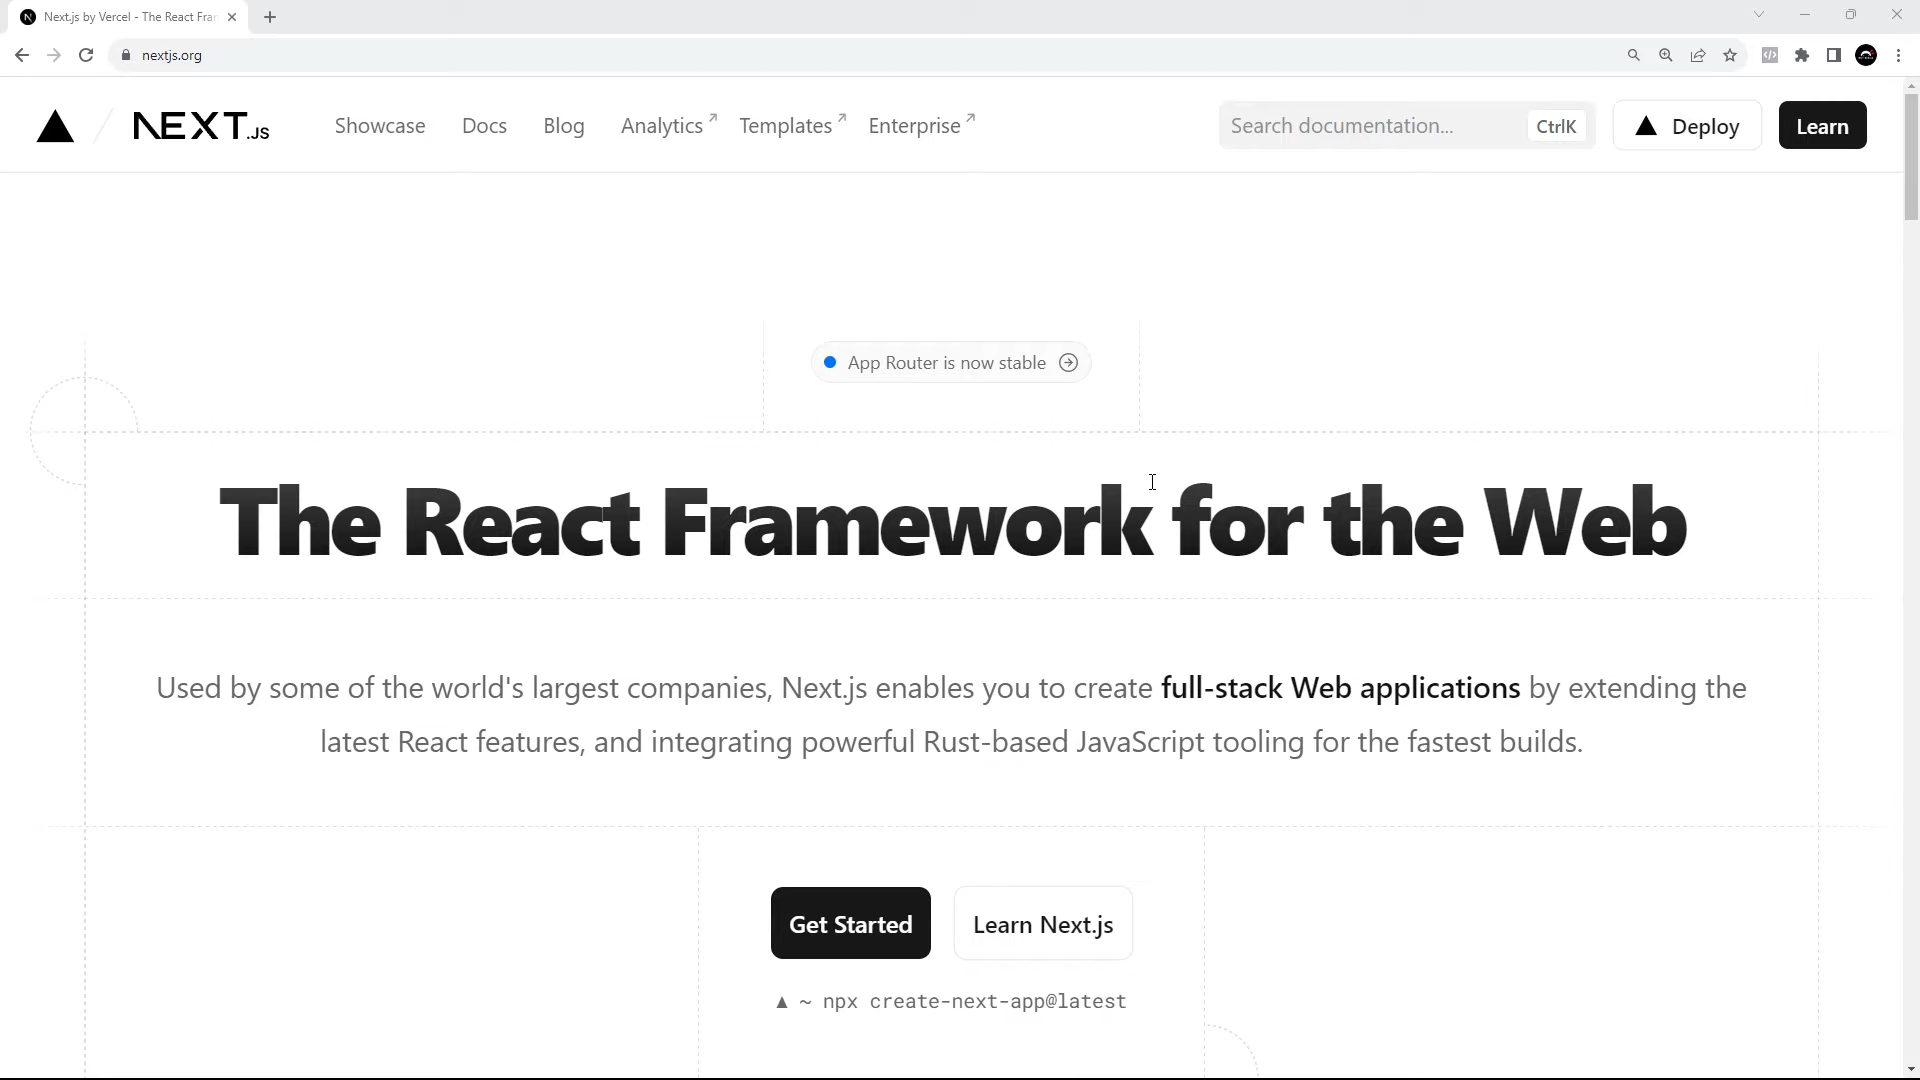 Next.js by Vercel - The React Fra
nextjs.org
NEXT.JS
Showcase
Docs
Blog
Analytics
Templates
Enterprise
Search documentation...
CtrlK
Deploy
Learn
App Router is now stable
The React Framework for the Web
Used by some of the world's largest companies, Next.js enables you to create full-stack Web applications by extending the
latest React features, and integrating powerful Rust-based JavaScript tooling for the fastest builds.
Get Started
Learn Next.js
▲ ~ npx create-next-app@latest